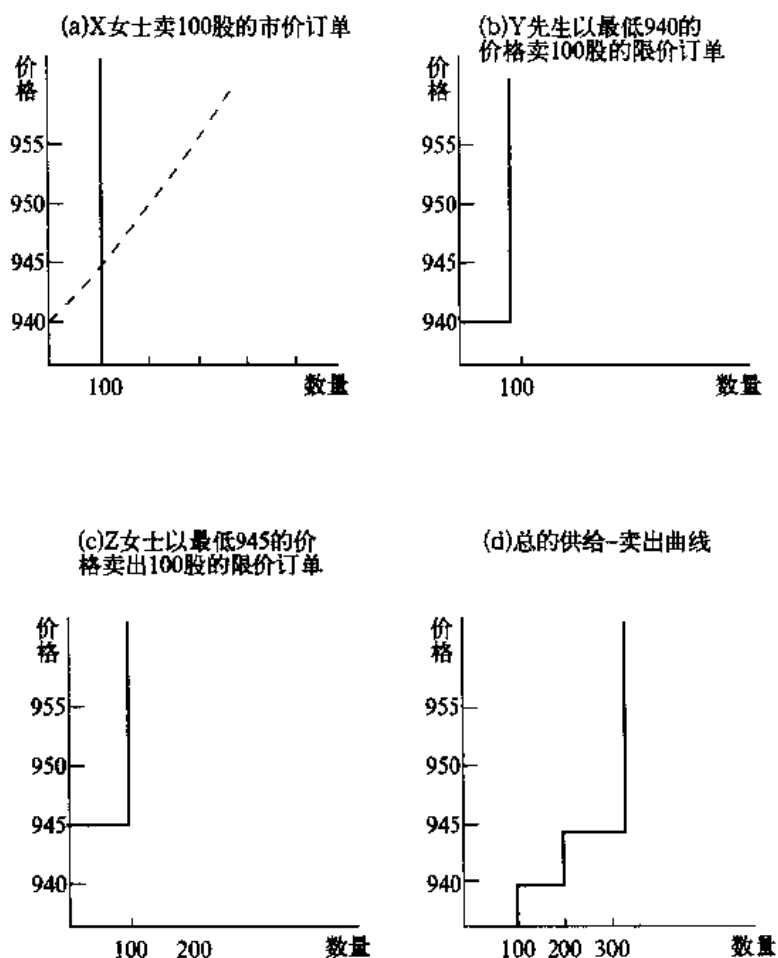 (a)X女士卖100股的市价订单
价
格
955
950
945
940
100
数量
(b)Y先生以最低940的
价格卖100股的限价订单
价
格
955
950
945
940
100
数量
(c)Z女士以最低945的价
格卖出100股的限价订单
价
格
955
950
945
940
100 200
数量
(d)总的供给-卖出曲线
价
格
955
950
945
940
100 200 300
数量